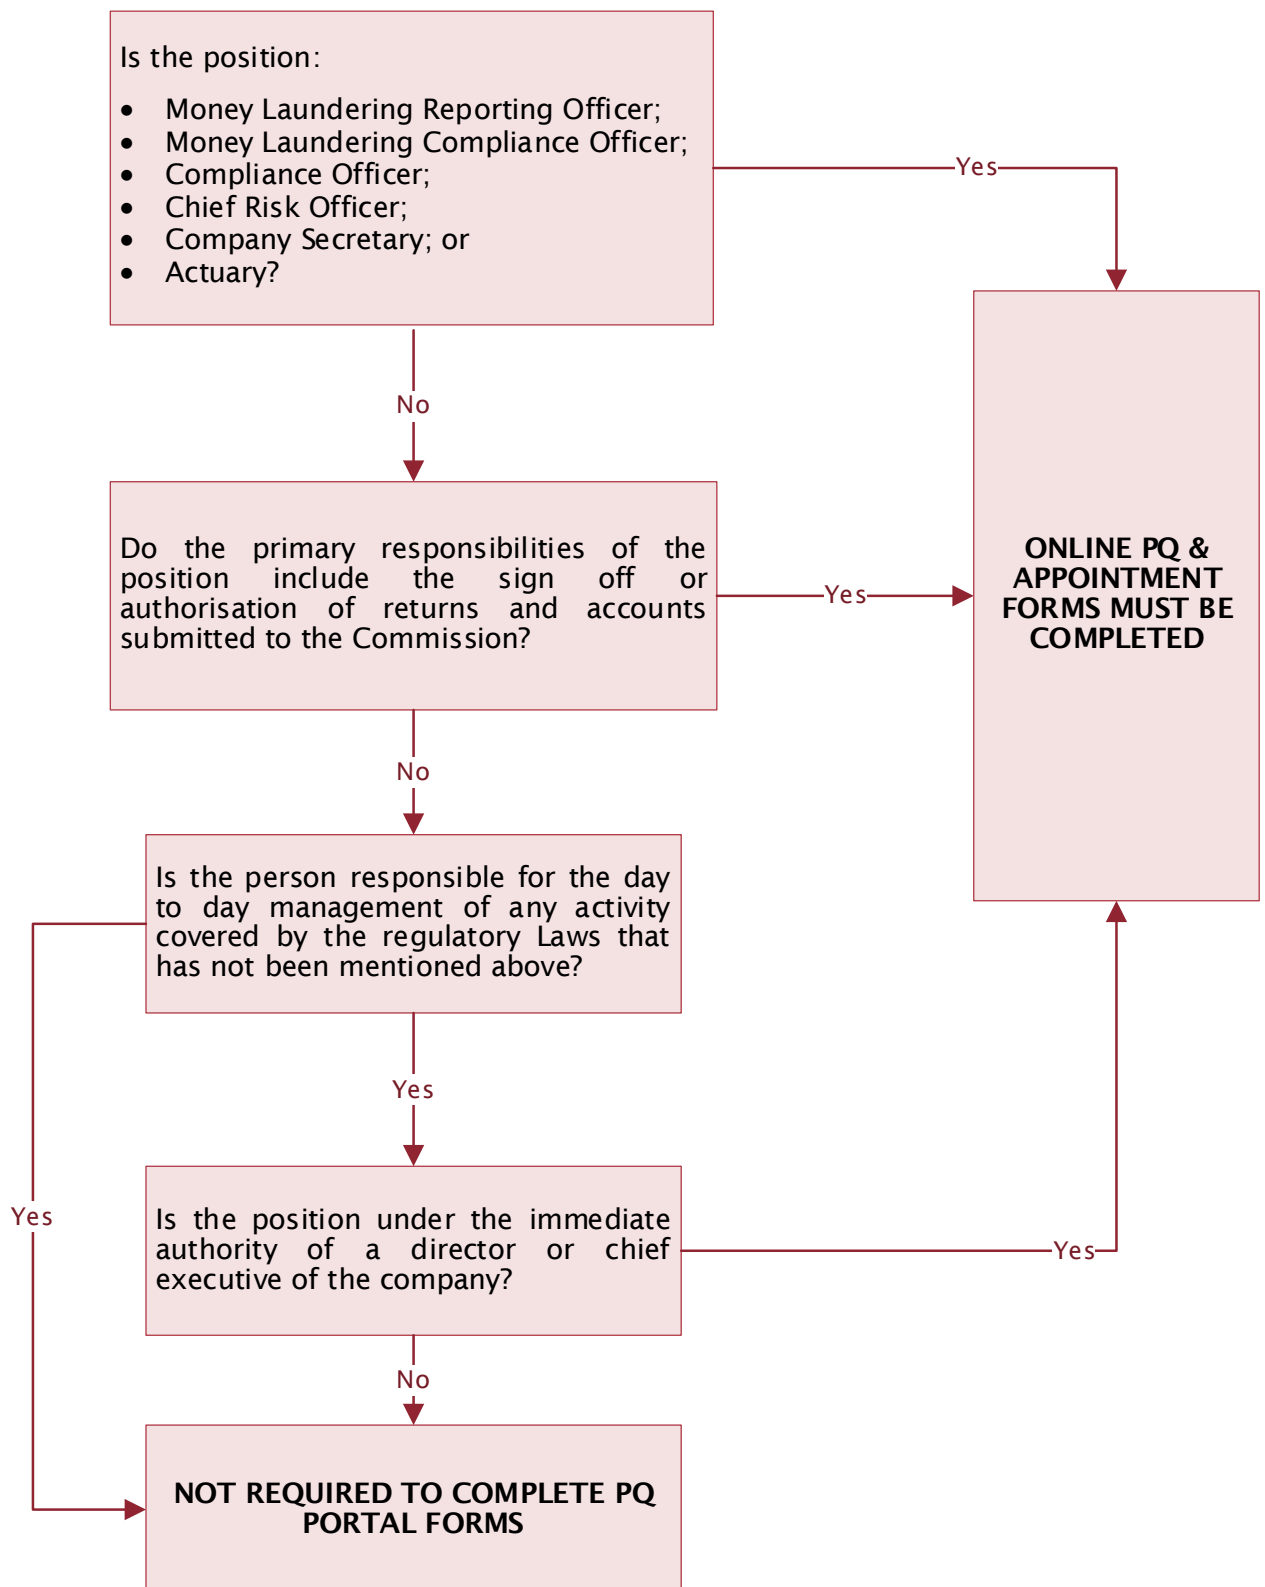 Is the position:
• Money Laundering Reporting Officer;
• Money Laundering Compliance Officer;
• Compliance Officer;
• Chief Risk Officer;
• Company Secretary; or
• Actuary?
Yes
No
Do the primary responsibilities of the
position include the sign off or
authorisation of returns and accounts
submitted to the Commission?
Yes
ONLINE PQ &
APPOINTMENT
FORMS MUST BE
COMPLETED
No
Is the person responsible for the day
to day management of any activity
covered by the regulatory Laws that
has not been mentioned above?
Yes
Yes
Is the position under the immediate
authority of a director or chief
executive of the company?
Yes
No
NOT REQUIRED TO COMPLETE PQ
PORTAL FORMS